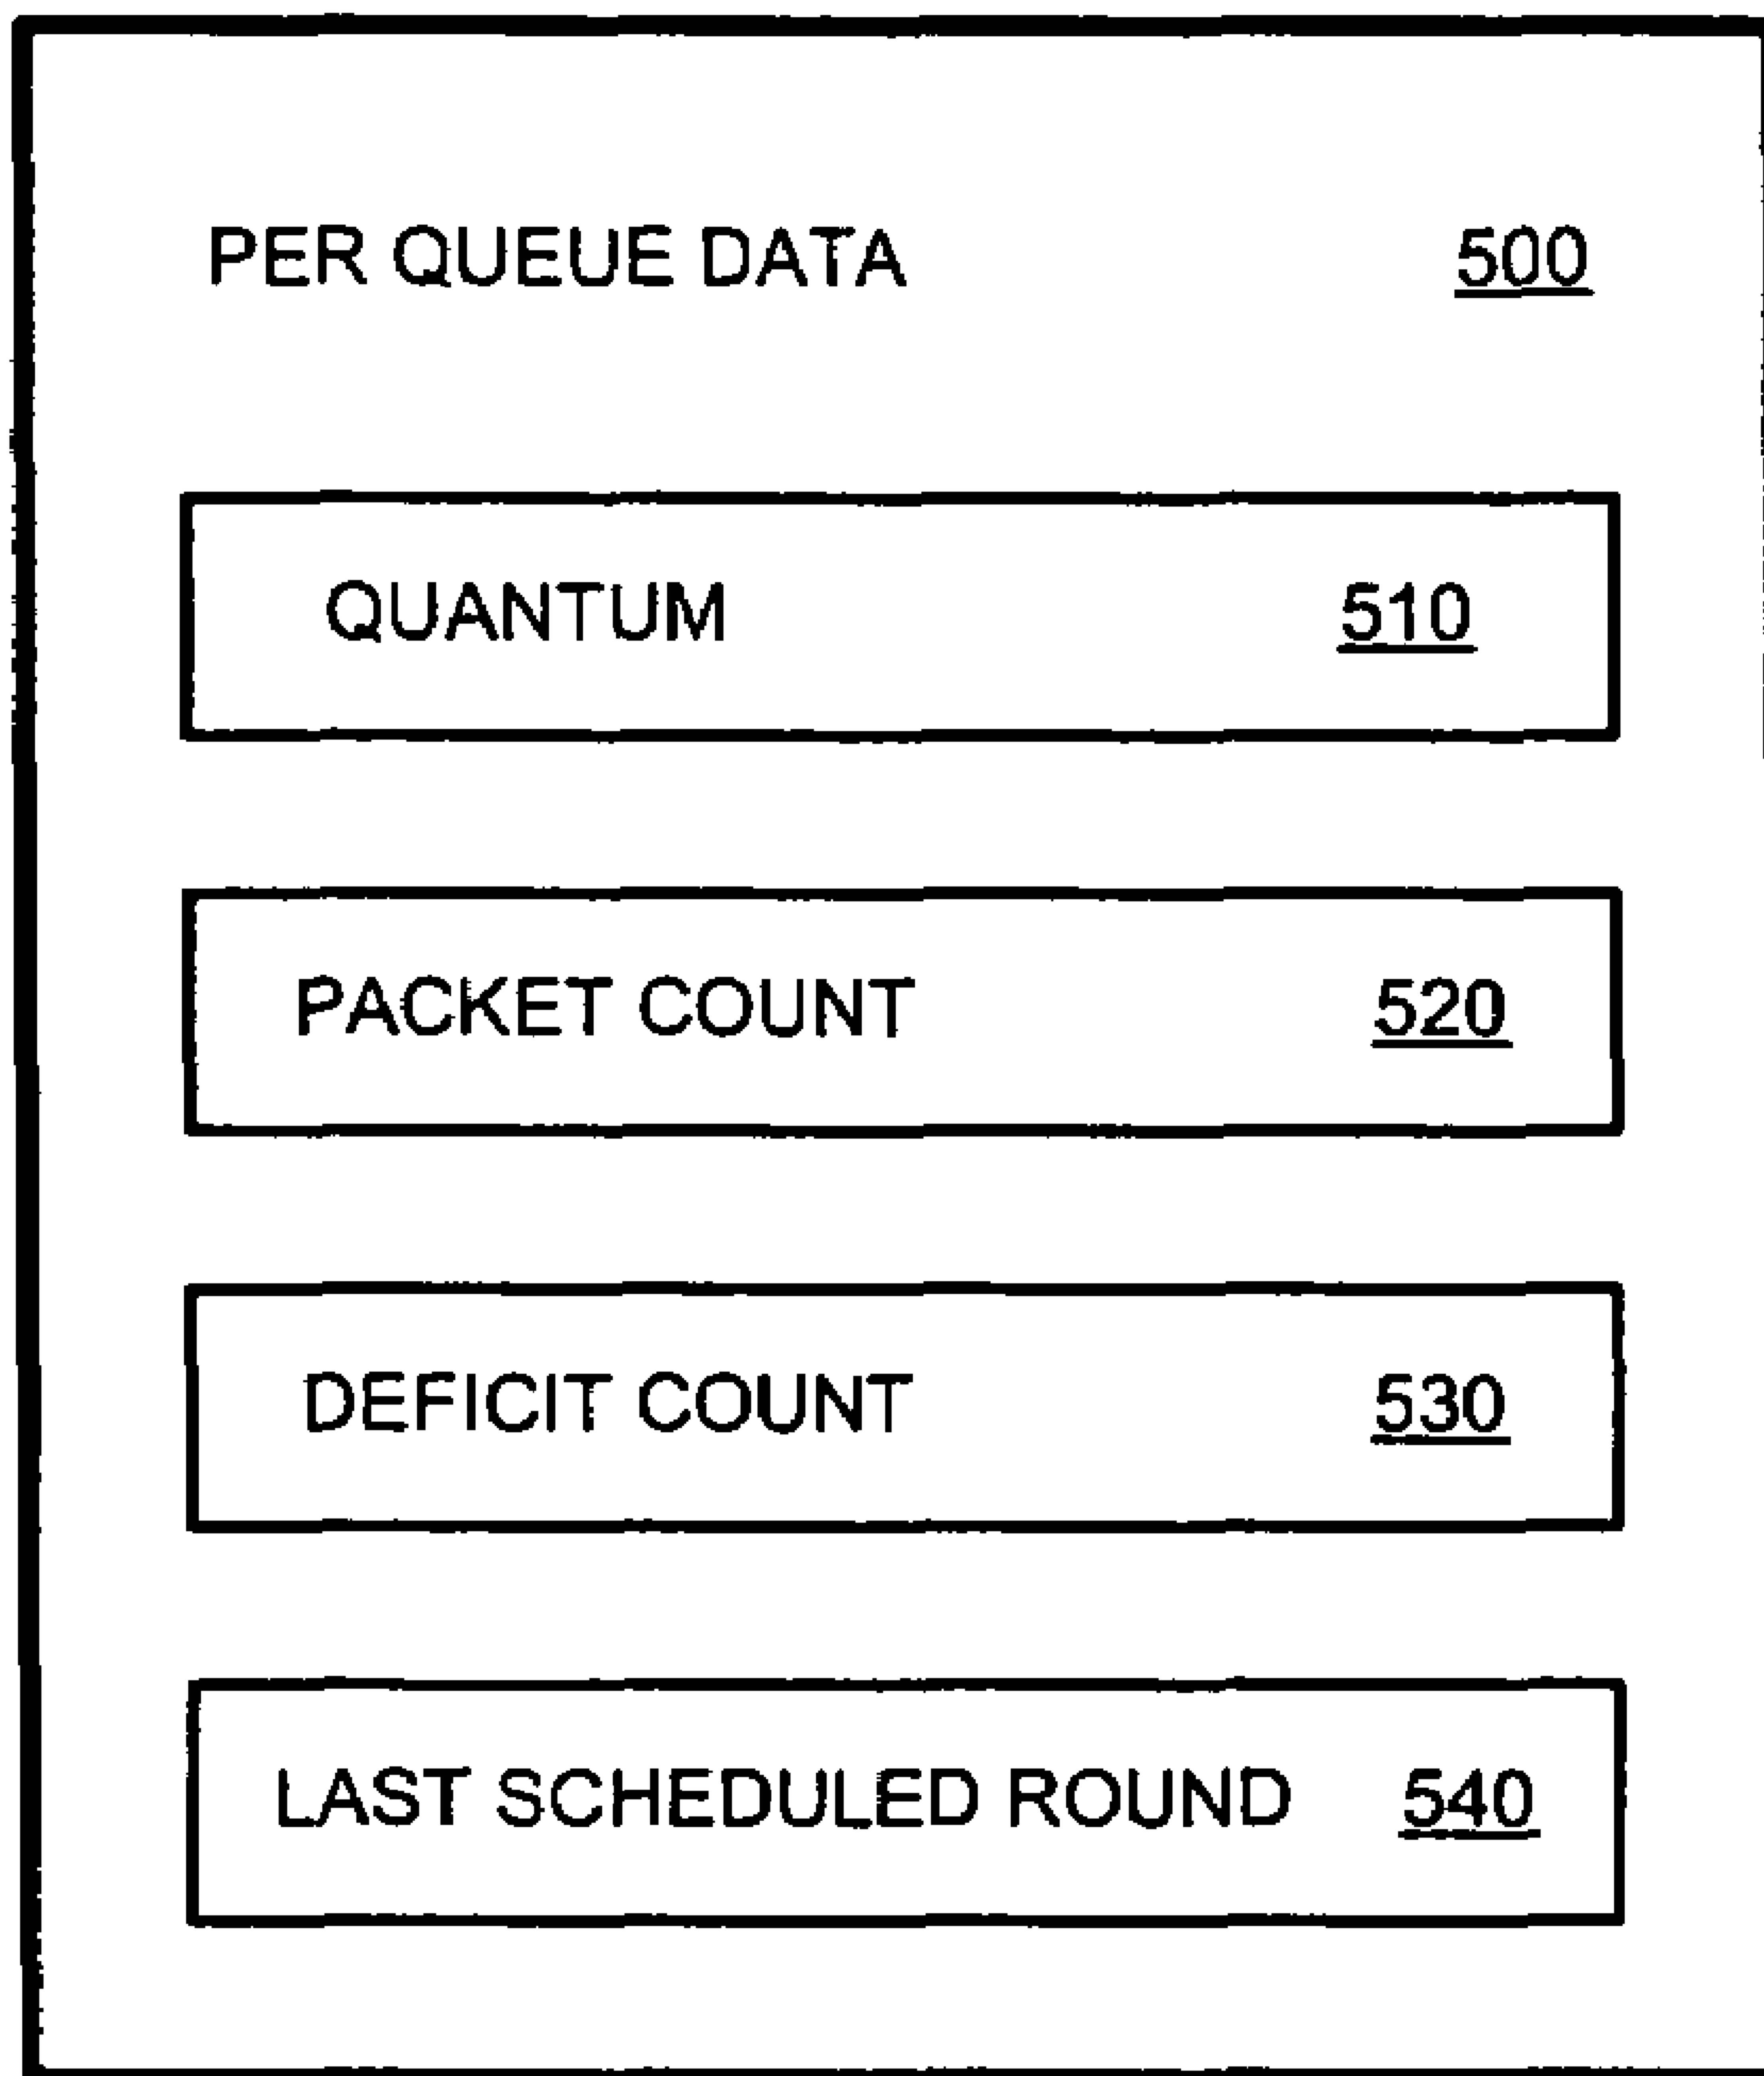 PER QUEUE DATA 500
QUANTUM 510
PACKET COUNT 520
DEFICIT COUNT 530
LAST SCHEDULED ROUND 540